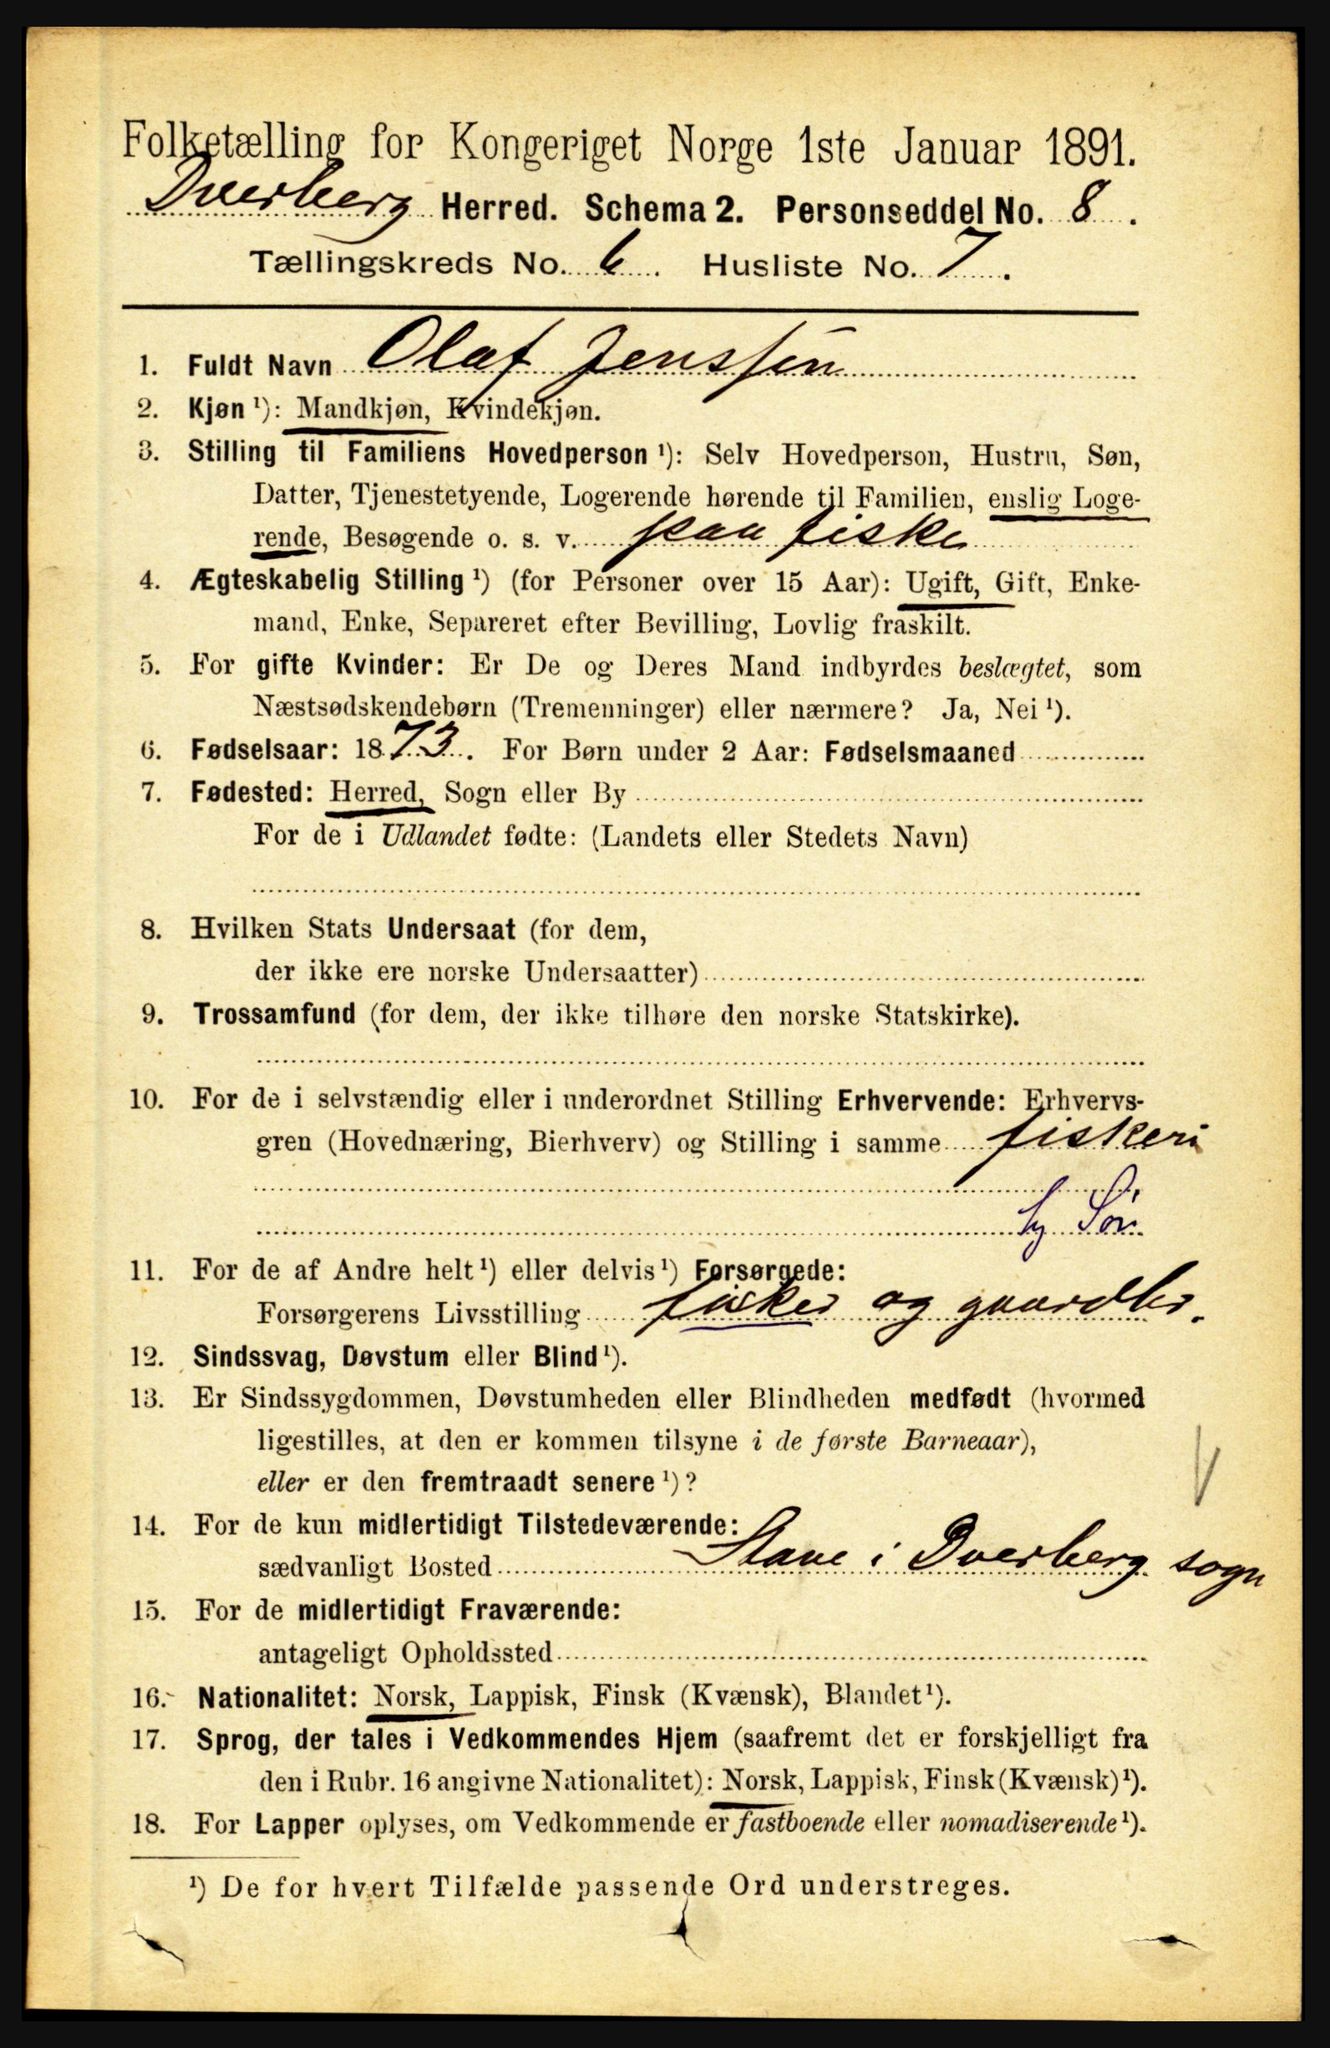 Folketælling for Kongeriget Norge 1ste Januar 1891.
Dverberg Herred. Schema 2. Personseddel No. 8.
Tællingskreds No. 6. Husliste No. 7.
1. Fuldt Navn Olaf Jenssen
2. Kjøn ¹): Mandkjøn, Kvindekjøn.
3. Stilling til Familiens Hovedperson ¹): Selv Hovedperson, Hustru, Søn,
Datter, Tjenestetyende, Logerende hørende til Familien, enslig Loge-
rende, Besøgende o. s. v. paa fiske
4. Ægteskabelig Stilling ¹) (for Personer over 15 Aar): Ugift, Gift, Enke-
mand, Enke, Separeret efter Bevilling, Lovlig fraskilt.
5. For gifte Kvinder: Er De og Deres Mand indbyrdes beslægtet, som
Næstsødskendebørn (Tremenninger) eller nærmere? Ja, Nei ¹).
6. Fødselsaar: 1873. For Børn under 2 Aar: Fødselsmaaned
7. Fødested: Herred, Sogn eller By
For de i Udlandet fødte: (Landets eller Stedets Navn)
8. Hvilken Stats Undersaat (for dem,
der ikke ere norske Undersaatter)
9. Trossamfund (for dem, der ikke tilhøre den norske Statskirke).
10. For de i selvstændig eller i underordnet Stilling Erhvervende: Erhvervs-
gren (Hovednæring, Bierhverv) og Stilling i samme fiskeri
11. For de af Andre helt ¹) eller delvis ¹) Forsørgede:
Forsørgerens Livsstilling fisker og gaardbr.
12. Sindssvag, Døvstum eller Blind ¹).
13. Er Sindssygdommen, Døvstumheden eller Blindheden medfødt (hvormed
ligestilles, at den er kommen tilsyne i de første Barneaar),
eller er den fremtraadt senere ¹)?
14. For de kun midlertidigt Tilstedeværende:
sædvanligt Bosted Stave i Dverberg sogn
15. For de midlertidigt Fraværende:
antageligt Opholdssted
16. Nationalitet: Norsk, Lappisk, Finsk (Kvænsk), Blandet ¹).
17. Sprog, der tales i Vedkommendes Hjem (saafremt det er forskjelligt fra
den i Rubr. 16 angivne Nationalitet): Norsk, Lappisk, Finsk (Kvænsk) ¹).
18. For Lapper oplyses, om Vedkommende er fastboende eller nomadiserende ¹).
¹) De for hvert Tilfælde passende Ord understreges.